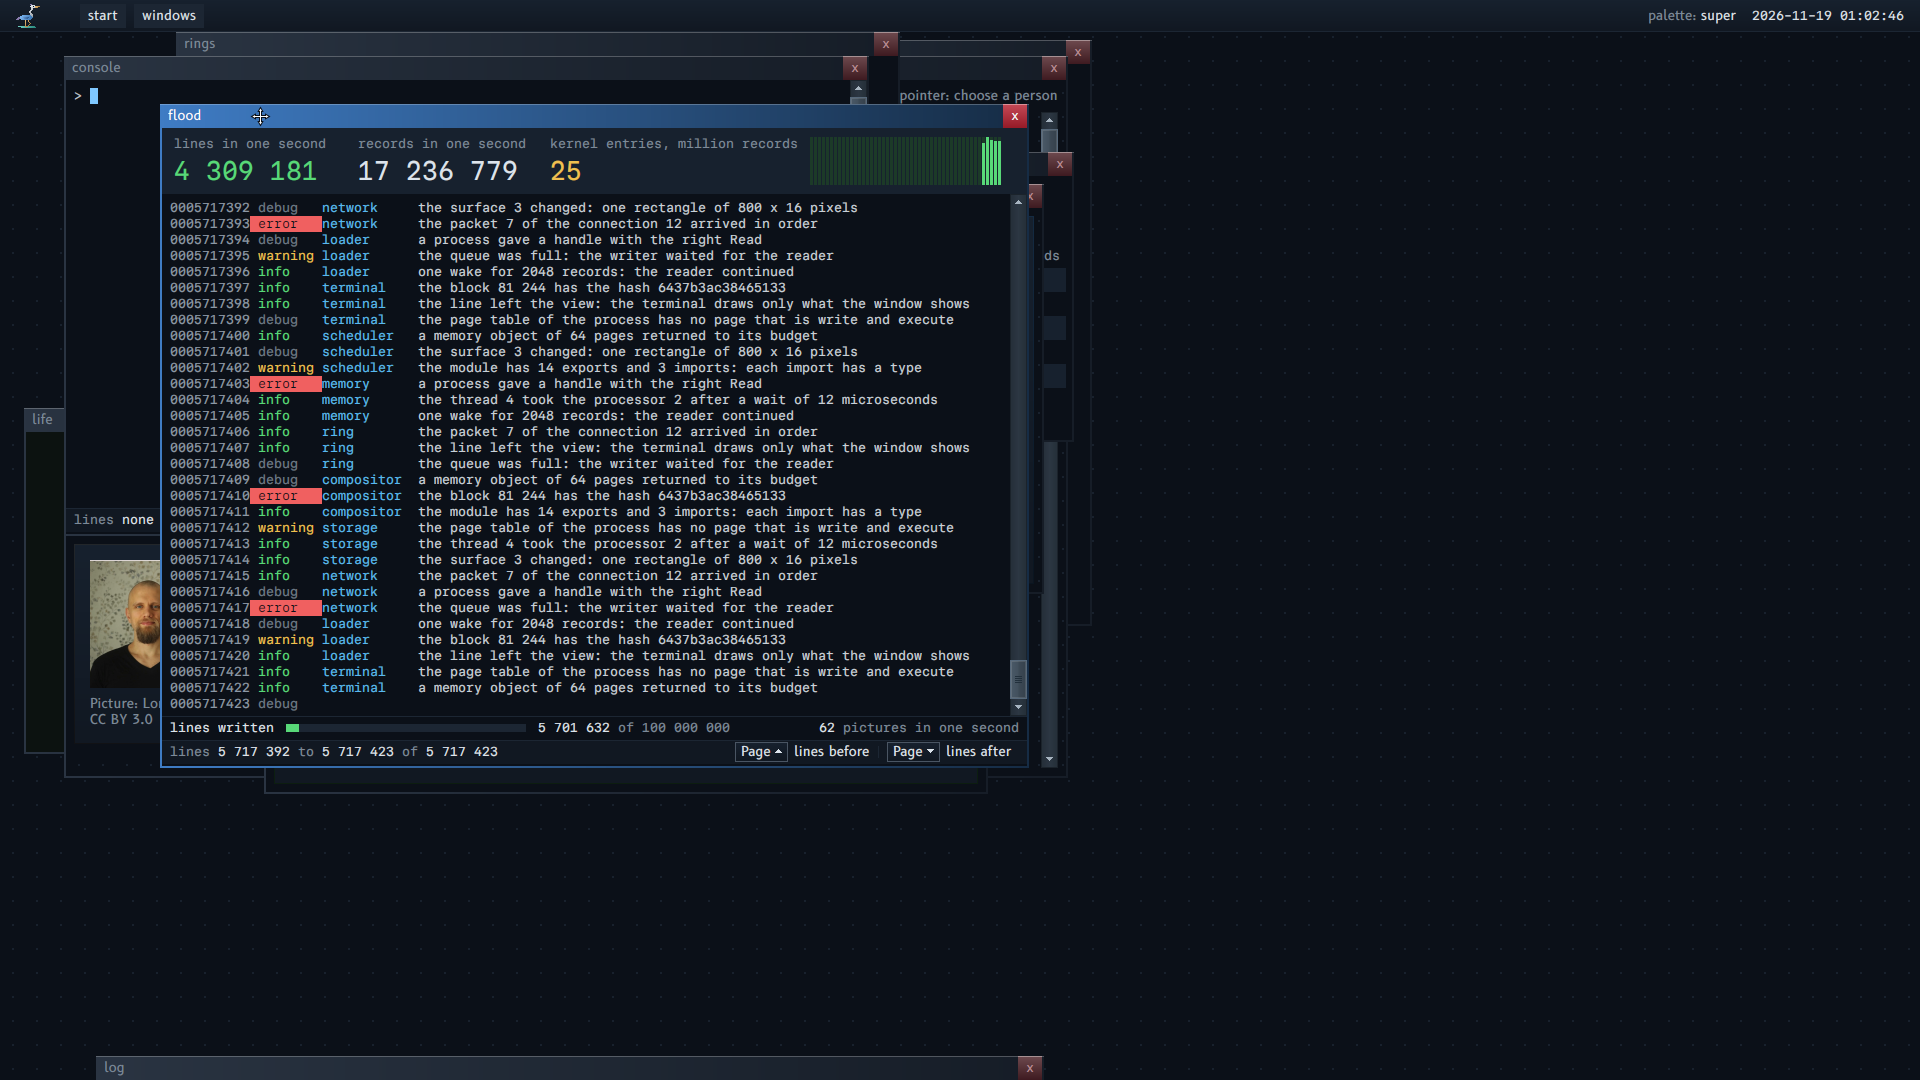 start windows palette: super 2026-11-19 01:02:46
rings x
x
console x
x
> 
pointer: choose a person
flood x
lines in one second records in one second kernel entries, million records
4 309 181 17 236 779 25
x
x
ds
0005717392 debug network the surface 3 changed: one rectangle of 800 x 16 pixels
0005717393 error network the packet 7 of the connection 12 arrived in order
0005717394 debug loader a process gave a handle with the right Read
0005717395 warning loader the queue was full: the writer waited for the reader
0005717396 info loader one wake for 2048 records: the reader continued
0005717397 info terminal the block 81 244 has the hash 6437b3ac38465133
0005717398 info terminal the line left the view: the terminal draws only what the window shows
0005717399 debug terminal the page table of the process has no page that is write and execute
0005717400 info scheduler a memory object of 64 pages returned to its budget
0005717401 debug scheduler the surface 3 changed: one rectangle of 800 x 16 pixels
0005717402 warning scheduler the module has 14 exports and 3 imports: each import has a type
0005717403 error memory a process gave a handle with the right Read
0005717404 info memory the thread 4 took the processor 2 after a wait of 12 microseconds
0005717405 info memory one wake for 2048 records: the reader continued
0005717406 info ring the packet 7 of the connection 12 arrived in order
0005717407 info ring the line left the view: the terminal draws only what the window shows
0005717408 debug ring the queue was full: the writer waited for the reader
0005717409 debug compositor a memory object of 64 pages returned to its budget
0005717410 error compositor the block 81 244 has the hash 6437b3ac38465133
0005717411 info compositor the module has 14 exports and 3 imports: each import has a type
0005717412 warning storage the page table of the process has no page that is write and execute
0005717413 info storage the thread 4 took the processor 2 after a wait of 12 microseconds
0005717414 info storage the surface 3 changed: one rectangle of 800 x 16 pixels
0005717415 info network the packet 7 of the connection 12 arrived in order
0005717416 debug network a process gave a handle with the right Read
0005717417 error network the queue was full: the writer waited for the reader
0005717418 debug loader one wake for 2048 records: the reader continued
0005717419 warning loader the block 81 244 has the hash 6437b3ac38465133
0005717420 info loader the line left the view: the terminal draws only what the window shows
0005717421 info terminal the page table of the process has no page that is write and execute
0005717422 info terminal a memory object of 64 pages returned to its budget
0005717423 debug
lines written 5 701 632 of 100 000 000 62 pictures in one second
lines 5 717 392 to 5 717 423 of 5 717 423 Page lines before Page lines after
life
lines none
Picture: Lo
CC BY 3.0
log x